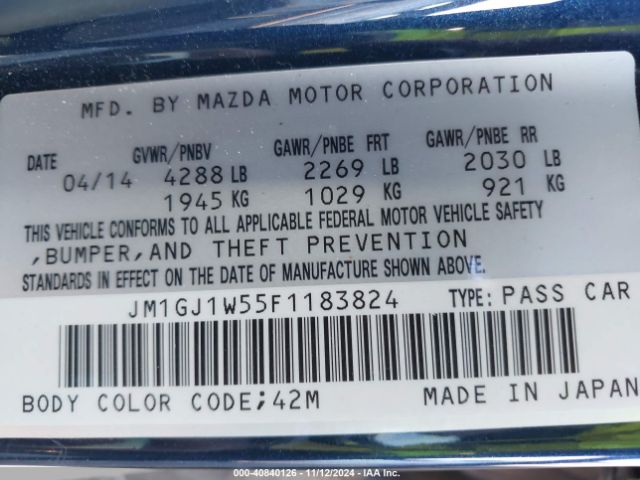 MFD. BY MAZDA MOTOR CORPORATION
DATE GVWR/PNBV GAWR/PNBE FRT GAWR/PNBE RR
04/14 4288 LB 2269 LB 2030 LB
1945 KG 1029 KG 921 KG
THIS VEHICLE CONFORMS TO ALL APPLICABLE FEDERAL MOTOR VEHICLE SAFETY
,BUMPER,AND THEFT PREVENTION
STANDARDS IN EFFECT ON THE DATE OF MANUFACTURE SHOWN ABOVE.
JM1GJ1W55F1183824 TYPE: PASS CAR
BODY COLOR CODE;42M MADE IN JAPAN
000-40840126 - 11/12/2024 - IAA Inc.